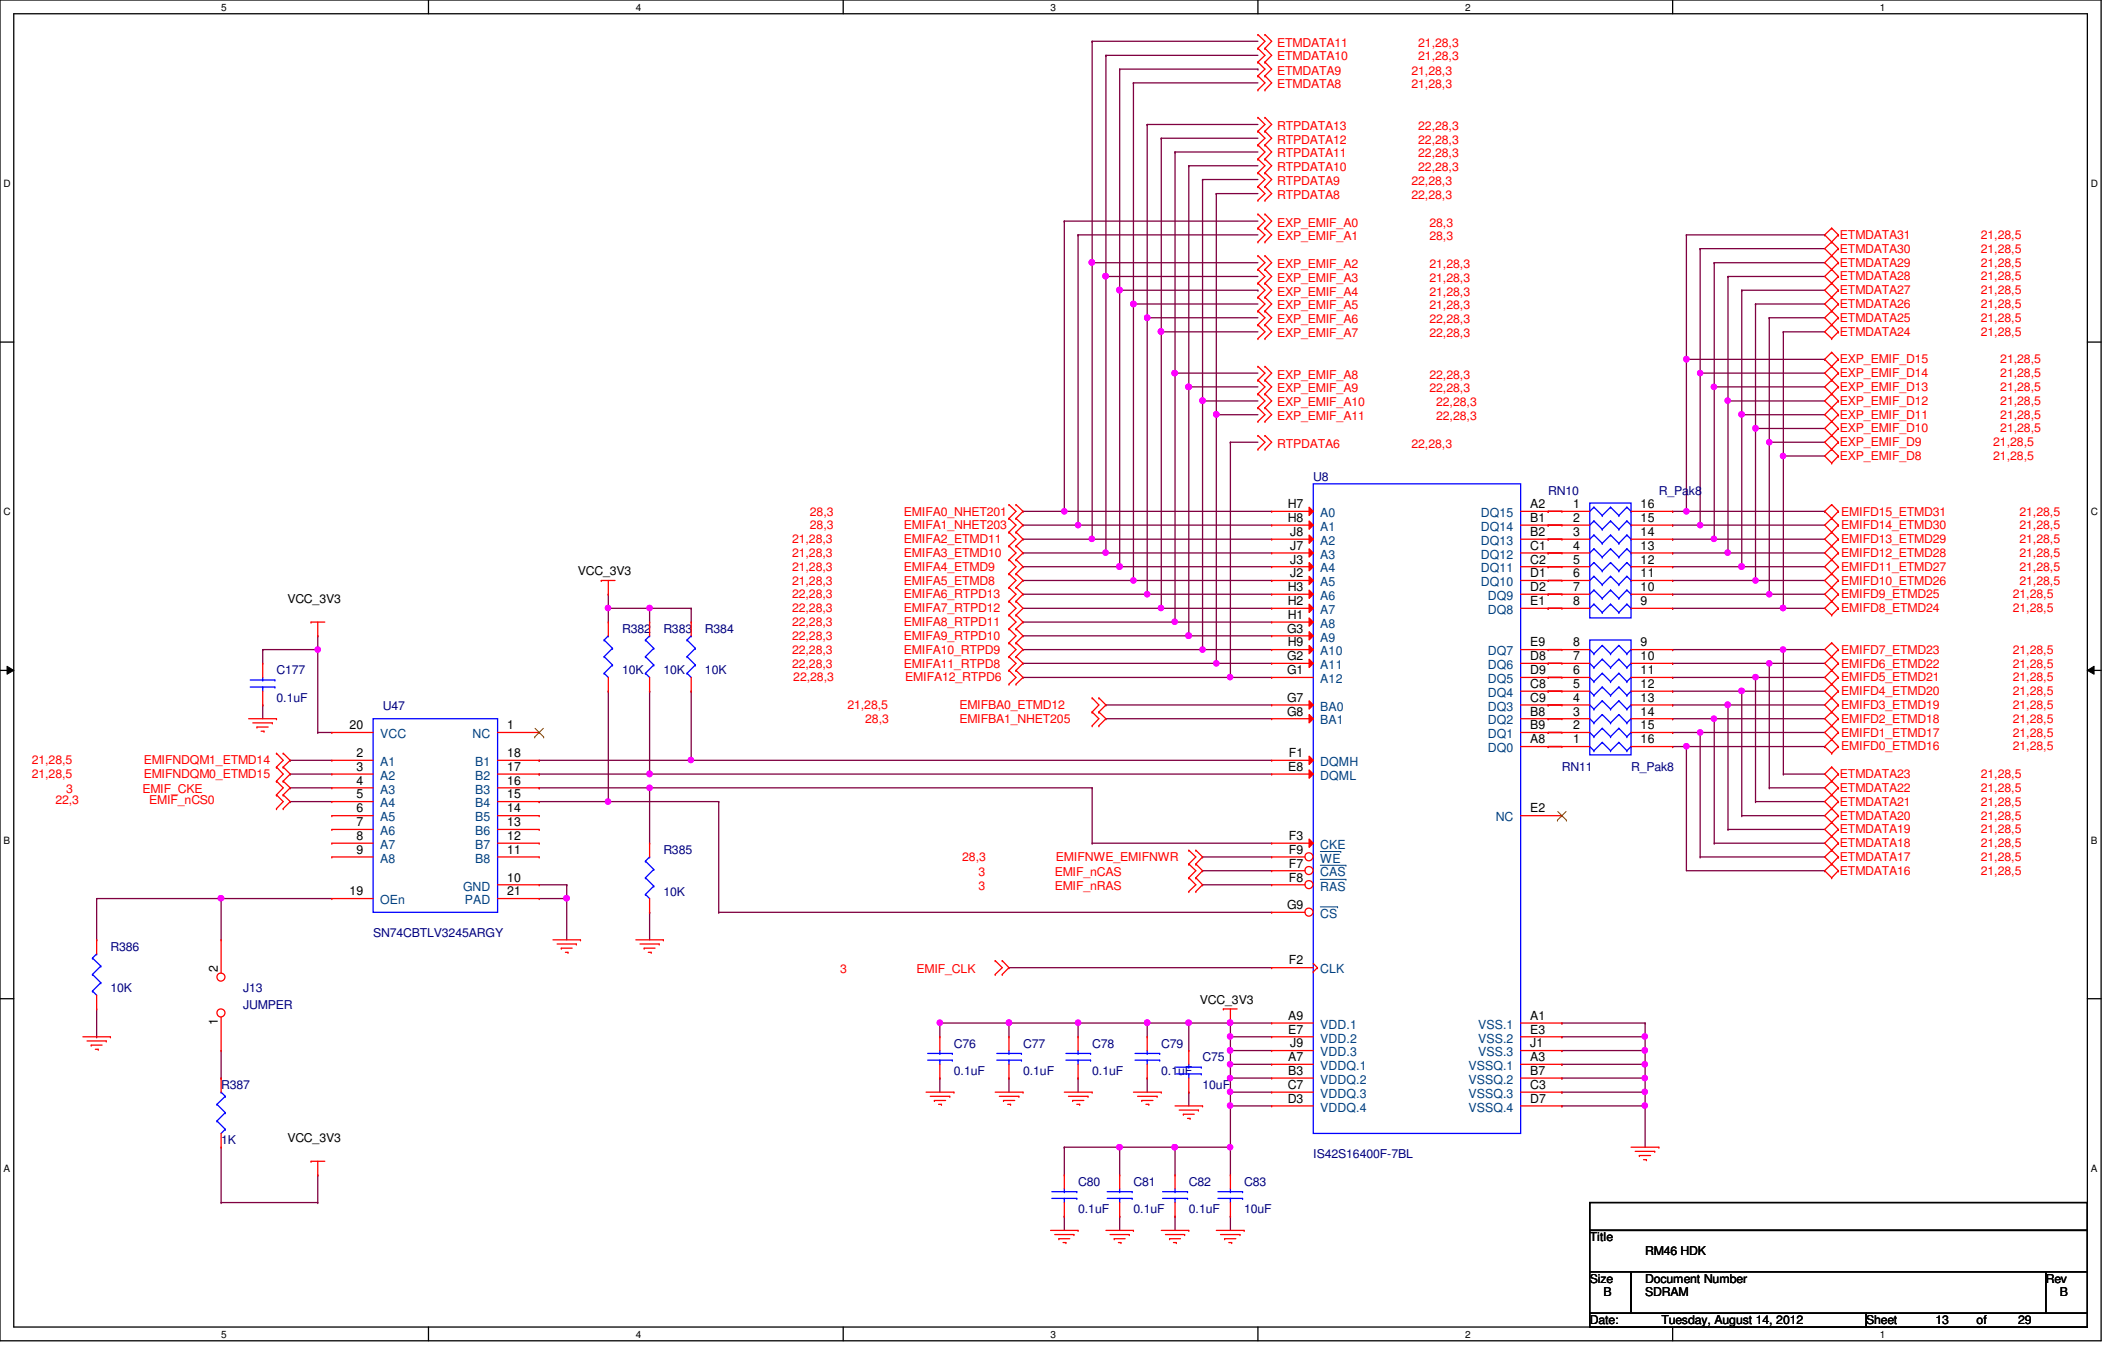 5 4 3 2 1
ETMDATA11 21,28,3
ETMDATA10 21,28,3
ETMDATA9 21,28,3
ETMDATA8 21,28,3
RTPDATA13 22,28,3
RTPDATA12 22,28,3
RTPDATA11 22,28,3
RTPDATA10 22,28,3
RTPDATA9 22,28,3
RTPDATA8 22,28,3
D D
EXP_EMIF_A0 28,3
EXP_EMIF_A1 28,3
EXP_EMIF_A2 21,28,3
EXP_EMIF_A3 21,28,3
EXP_EMIF_A4 21,28,3
EXP_EMIF_A5 21,28,3
EXP_EMIF_A6 22,28,3
EXP_EMIF_A7 22,28,3
EXP_EMIF_A8 22,28,3
EXP_EMIF_A9 22,28,3
EXP_EMIF_A10 22,28,3
EXP_EMIF_A11 22,28,3
RTPDATA6 22,28,3
ETMDATA31 21,28,5
ETMDATA30 21,28,5
ETMDATA29 21,28,5
ETMDATA28 21,28,5
ETMDATA27 21,28,5
ETMDATA26 21,28,5
ETMDATA25 21,28,5
ETMDATA24 21,28,5
EXP_EMIF_D15 21,28,5
EXP_EMIF_D14 21,28,5
EXP_EMIF_D13 21,28,5
EXP_EMIF_D12 21,28,5
EXP_EMIF_D11 21,28,5
EXP_EMIF_D10 21,28,5
EXP_EMIF_D9 21,28,5
EXP_EMIF_D8 21,28,5
C C
28,3 EMIFA0_NHET201
28,3 EMIFA1_NHET203
21,28,3 EMIFA2_ETMD11
21,28,3 EMIFA3_ETMD10
21,28,3 EMIFA4_ETMD9
21,28,3 EMIFA5_ETMD8
22,28,3 EMIFA6_RTPD13
22,28,3 EMIFA7_RTPD12
22,28,3 EMIFA8_RTPD11
22,28,3 EMIFA9_RTPD10
22,28,3 EMIFA10_RTPD9
22,28,3 EMIFA11_RTPD8
22,28,3 EMIFA12_RTPD6
21,28,5 EMIFBA0_ETMD12
28,3 EMIFBA1_NHET205
U8
H7 A0
H8 A1
J8 A2
J7 A3
J3 A4
J2 A5
H3 A6
H2 A7
H1 A8
G3 A9
H9 A10
G2 A11
G1 A12
G7 BA0
G8 BA1
F1 DQMH
E8 DQML
F3 CKE
F9 WE
F7 CAS
F8 RAS
G9 CS
F2 CLK
A9 VDD.1
E7 VDD.2
J9 VDD.3
A7 VDDQ.1
B3 VDDQ.2
C7 VDDQ.3
D3 VDDQ.4
IS42S16400F-7BL
RN10 R_Pak8
DQ15 A2 1 16 EMIFD15_ETMD31 21,28,5
DQ14 B1 2 15 EMIFD14_ETMD30 21,28,5
DQ13 B2 3 14 EMIFD13_ETMD29 21,28,5
DQ12 C1 4 13 EMIFD12_ETMD28 21,28,5
DQ11 C2 5 12 EMIFD11_ETMD27 21,28,5
DQ10 D1 6 11 EMIFD10_ETMD26 21,28,5
DQ9 D2 7 10 EMIFD9_ETMD25 21,28,5
DQ8 E1 8 9 EMIFD8_ETMD24 21,28,5
DQ7 E9 8 9 EMIFD7_ETMD23 21,28,5
DQ6 D8 7 10 EMIFD6_ETMD22 21,28,5
DQ5 D9 6 11 EMIFD5_ETMD21 21,28,5
DQ4 C8 5 12 EMIFD4_ETMD20 21,28,5
DQ3 C9 4 13 EMIFD3_ETMD19 21,28,5
DQ2 B8 3 14 EMIFD2_ETMD18 21,28,5
DQ1 B9 2 15 EMIFD1_ETMD17 21,28,5
DQ0 A8 1 16 EMIFD0_ETMD16 21,28,5
RN11 R_Pak8
ETMDATA23 21,28,5
ETMDATA22 21,28,5
ETMDATA21 21,28,5
ETMDATA20 21,28,5
ETMDATA19 21,28,5
ETMDATA18 21,28,5
ETMDATA17 21,28,5
ETMDATA16 21,28,5
NC E2
VSS.1 A1
VSS.2 E3
VSS.3 J1
VSSQ.1 A3
VSSQ.2 B7
VSSQ.3 C3
VSSQ.4 D7
VCC_3V3
R382 R383 R384
10K 10K 10K
VCC_3V3
C177
0.1uF
U47
20 VCC NC 1
21,28,5 EMIFNDQM1_ETMD14 2 A1 B1 18
21,28,5 EMIFNDQM0_ETMD15 3 A2 B2 17
3 EMIF_CKE 4 A3 B3 16
22,3 EMIF_nCS0 5 A4 B4 15
6 A5 B5 14
7 A6 B6 13
8 A7 B7 12
9 A8 B8 11
GND 10
19 OEn PAD 21
SN74CBTLV3245ARGY
B B
R385
10K
28,3 EMIFNWE_EMIFNWR
3 EMIF_nCAS
3 EMIF_nRAS
3 EMIF_CLK
R386
10K
2
J13
JUMPER
1
R387
1K
VCC_3V3
VCC_3V3
C76 C77 C78 C79 C75
0.1uF 0.1uF 0.1uF 0.1uF 10uF
C80 C81 C82 C83
0.1uF 0.1uF 0.1uF 10uF
A A
Title
RM46 HDK
Size Document Number Rev
B SDRAM B
Date: Tuesday, August 14, 2012 Sheet 13 of 29
5 4 3 2 1